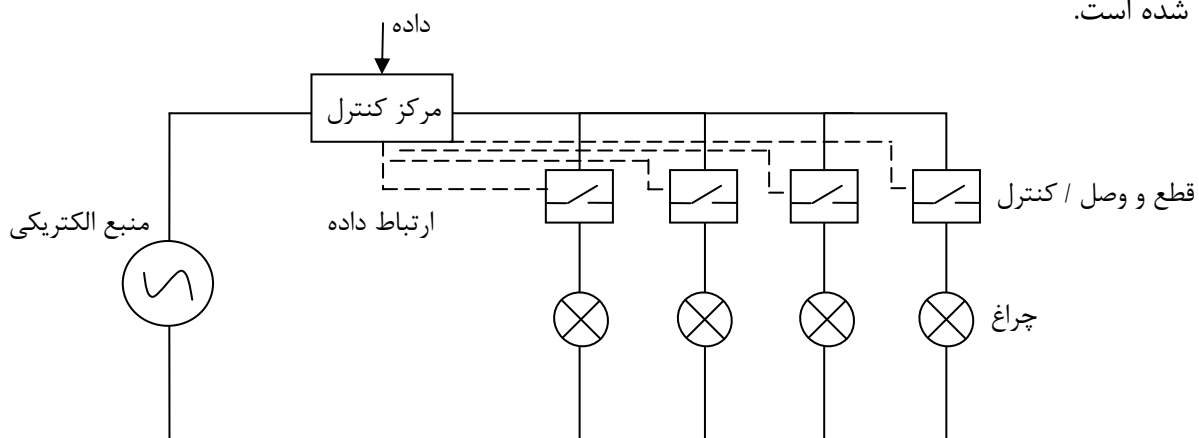 شده است.
داده
مرکز کنترل
قطع و وصل / کنترل
منبع الکتریکی
ارتباط داده
چراغ